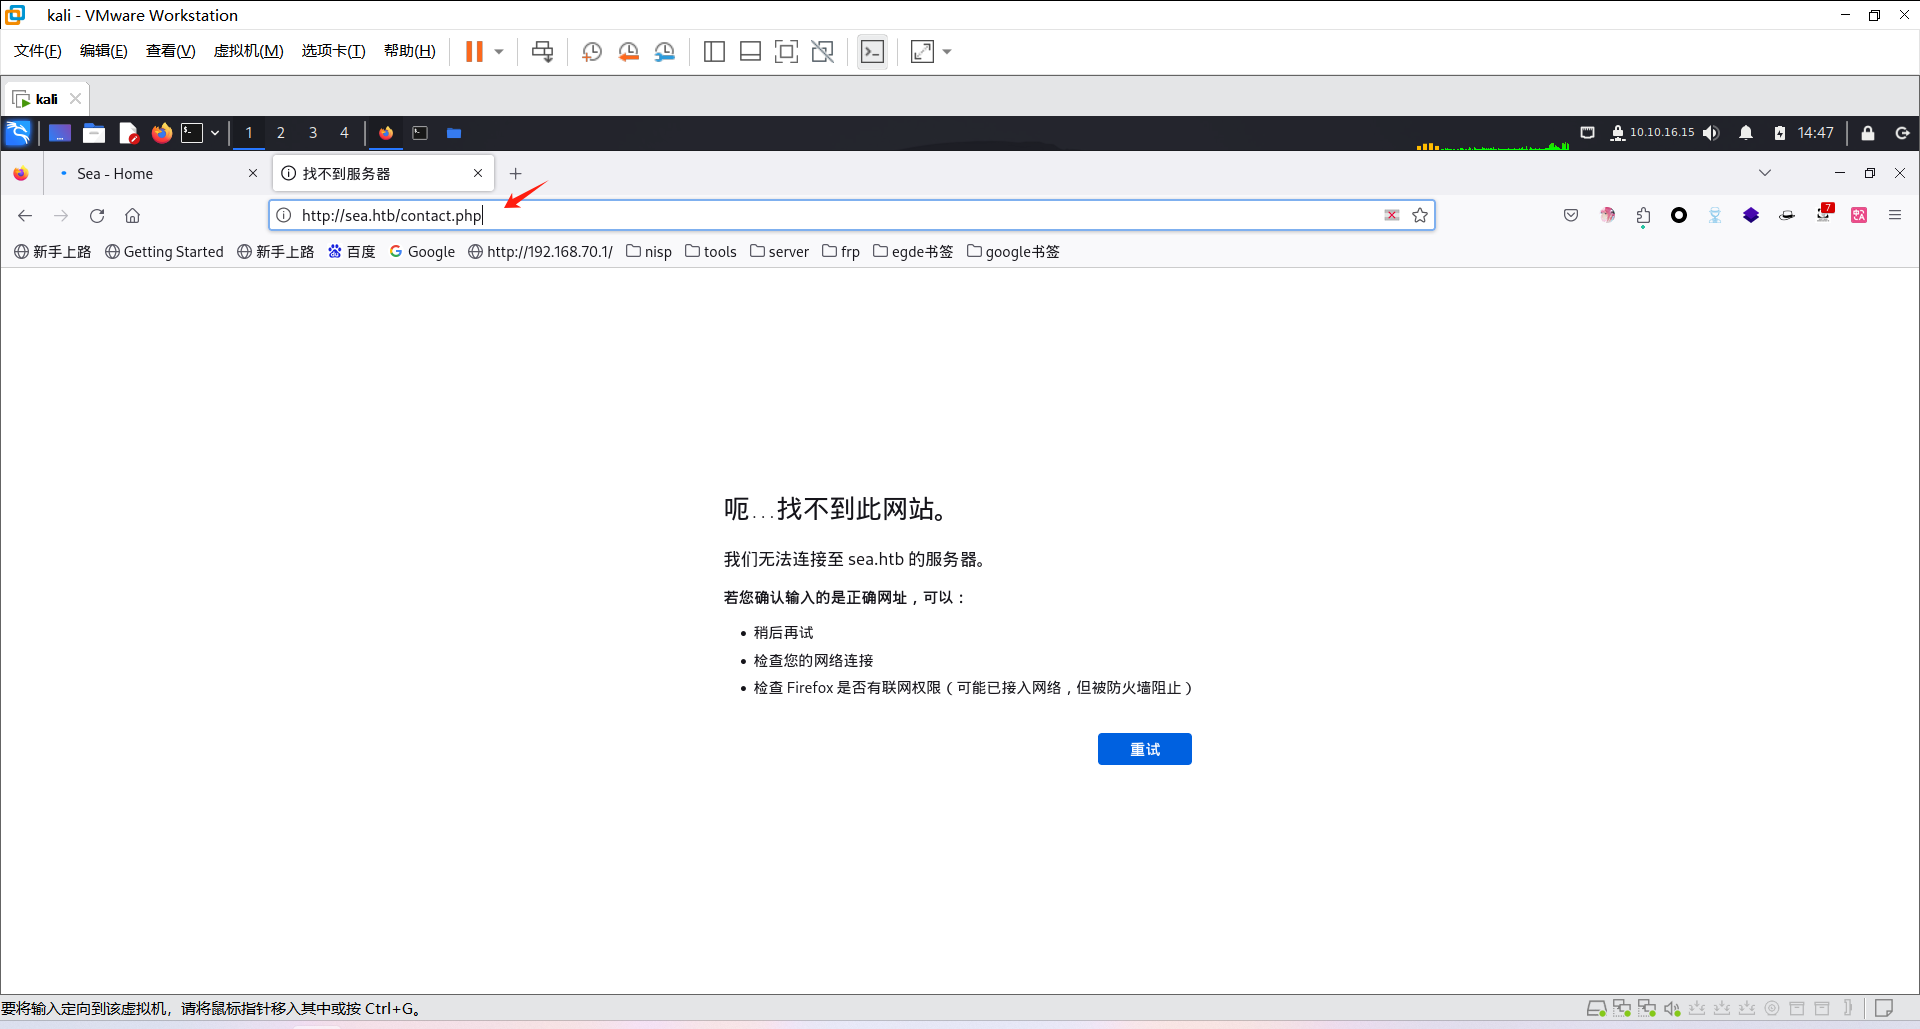 kali - VMware Workstation
文件(F) 编辑(E) 查看(V) 虚拟机(M) 选项卡(T) 帮助(H)
kali
1 2 3 4 10.10.16.15 14:47
Sea - Home 找不到服务器
http://sea.htb/contact.php 7
新手上路 Getting Started 新手上路 百度 Google http://192.168.70.1/ nisp tools server frp egde书签 google书签
呃…找不到此网站。
我们无法连接至 sea.htb 的服务器。
若您确认输入的是正确网址，可以：
• 稍后再试
• 检查您的网络连接
• 检查 Firefox 是否有联网权限（可能已接入网络，但被防火墙阻止）
重试
要将输入定向到该虚拟机，请将鼠标指针移入其中或按 Ctrl+G。